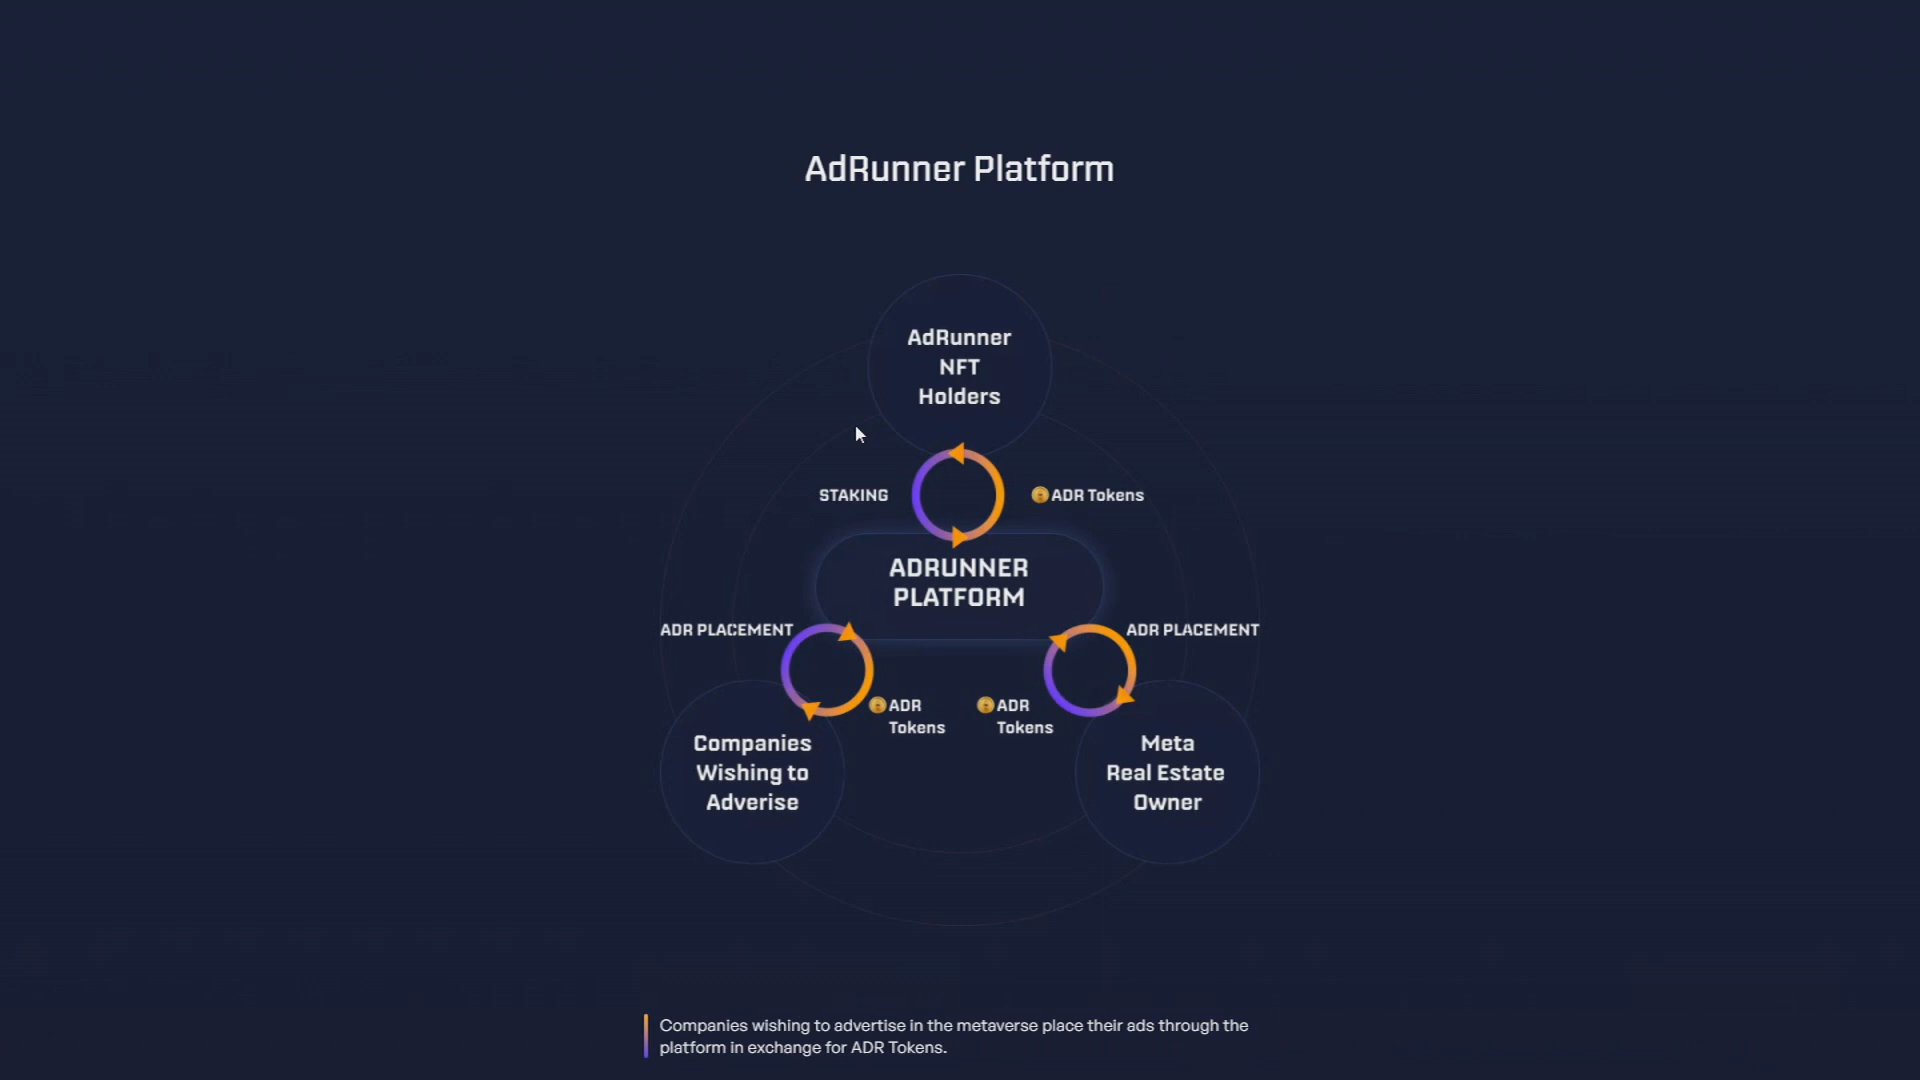 AdRunner Platform
AdRunner
NFT
Holders
STAKING
ADR Tokens
ADRUNNER
PLATFORM
ADR PLACEMENT
ADR PLACEMENT
ADR
Tokens
ADR
Tokens
Companies
Wishing to
Adverise
Meta
Real Estate
Owner
Companies wishing to advertise in the metaverse place their ads through the
platform in exchange for ADR Tokens.